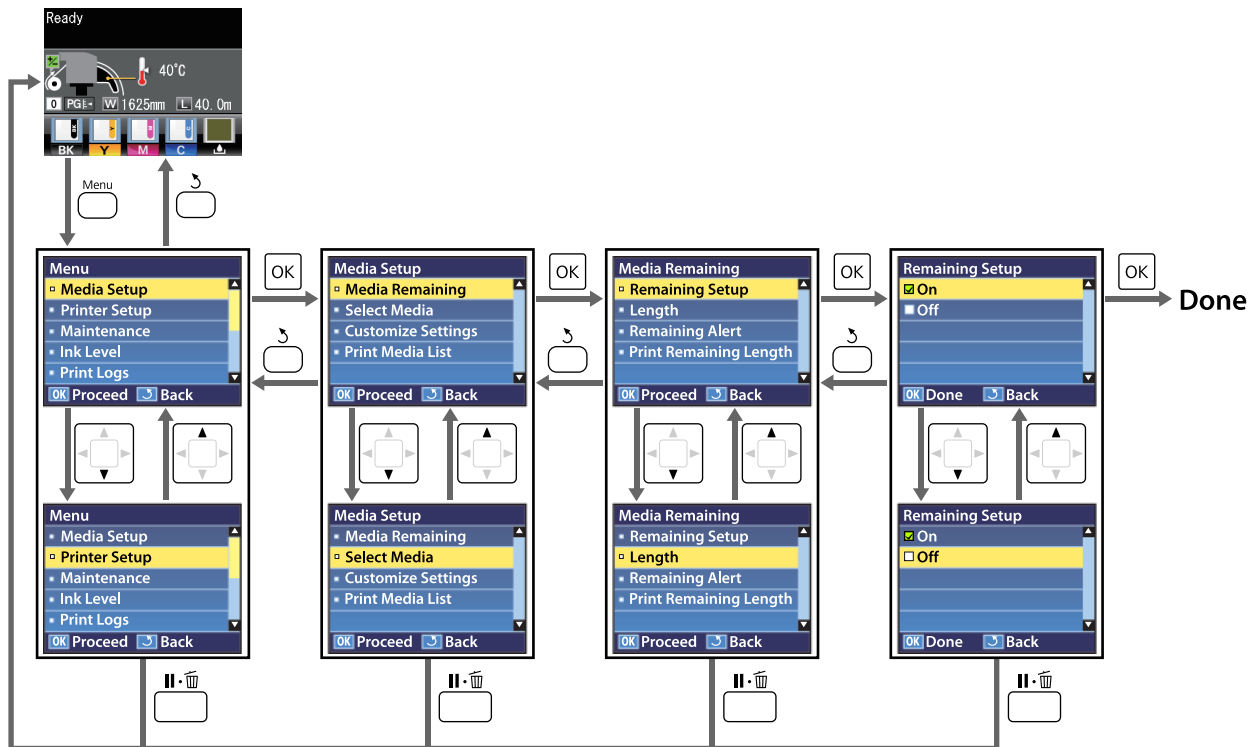 Ready
40°C
0 PG W 1625mm L 40.0m
BK Y M C
Menu
OK OK OK OK
Menu
Media Setup
Printer Setup
Maintenance
Ink Level
Print Logs
OK Proceed Back
Media Setup
Media Remaining
Select Media
Customize Settings
Print Media List
OK Proceed Back
Media Remaining
Remaining Setup
Length
Remaining Alert
Print Remaining Length
OK Proceed Back
Remaining Setup
On
Off
OK Done Back
Done
Menu
Media Setup
Printer Setup
Maintenance
Ink Level
Print Logs
OK Proceed Back
Media Setup
Media Remaining
Select Media
Customize Settings
Print Media List
OK Proceed Back
Media Remaining
Remaining Setup
Length
Remaining Alert
Print Remaining Length
OK Proceed Back
Remaining Setup
On
Off
OK Done Back